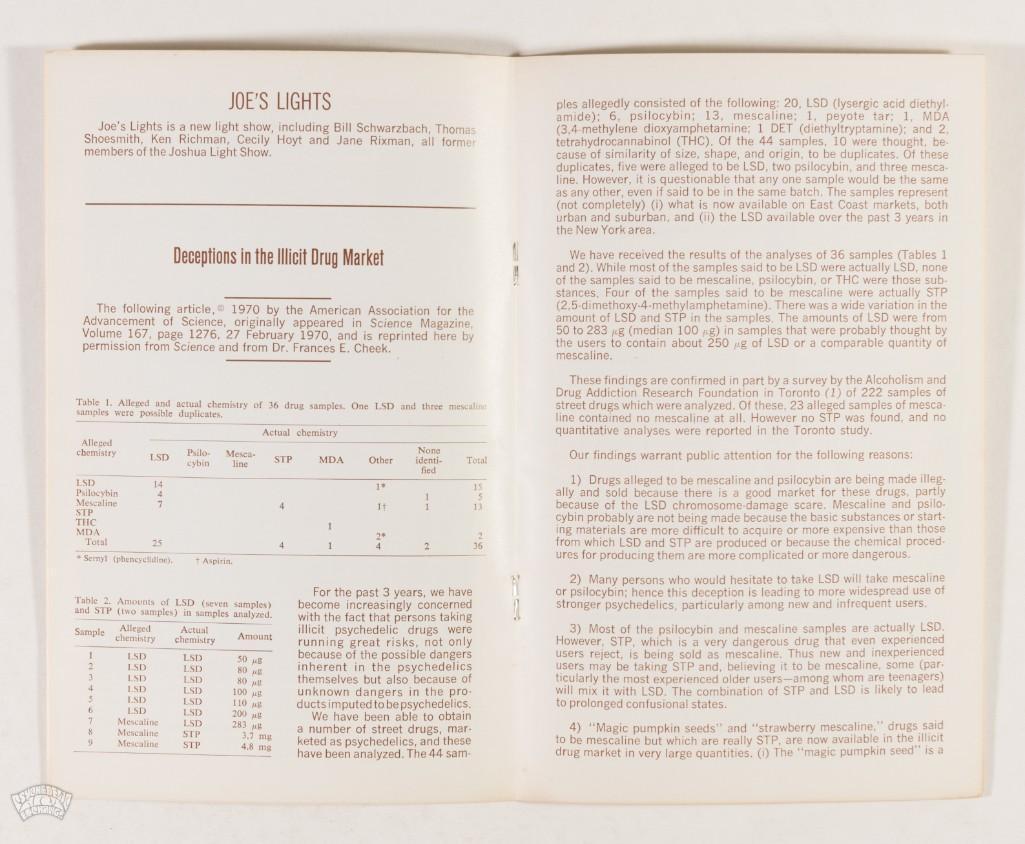 JOE'S LIGHTS
Joe's Lights is a new light show, including Bill Schwarzbach, Thomas
Shoesmith, Ken Richman, Cecily Hoyt and Jane Rixman, all former
members of the Joshua Light Show.
Deceptions in the Illicit Drug Market
The following article, © 1970 by the American Association for the
Advancement of Science, originally appeared in Science Magazine,
Volume 167, page 1276, 27 February 1970, and is reprinted here by
permission from Science and from Dr. Frances E. Cheek.
Table 1. Alleged and actual chemistry of 36 drug samples. One LSD and three mescaline
samples were possible duplicates.
Actual chemistry
Alleged
chemistry
LSD
Psilo-
cybin
Mesca-
line
STP
MDA
Other
None
identi-
fied
Total
LSD 14 1* 15
Psilocybin 4 1 5
Mescaline 7 4 1† 1 13
STP
THC 1
MDA 2* 2
Total 25 4 1 4 2 36
* Sernyl (phencyclidine). † Aspirin.
Table 2. Amounts of LSD (seven samples)
and STP (two samples) in samples analyzed.
Sample
Alleged
chemistry
Actual
chemistry
Amount
1 LSD LSD 50 μg
2 LSD LSD 80 μg
3 LSD LSD 80 μg
4 LSD LSD 100 μg
5 LSD LSD 110 μg
6 LSD LSD 200 μg
7 Mescaline LSD 283 μg
8 Mescaline STP 3.7 mg
9 Mescaline STP 4.8 mg
For the past 3 years, we have
become increasingly concerned
with the fact that persons taking
illicit psychedelic drugs were
running great risks, not only
because of the possible dangers
inherent in the psychedelics
themselves but also because of
unknown dangers in the pro-
ducts imputed to be psychedelics.
We have been able to obtain
a number of street drugs, mar-
keted as psychedelics, and these
have been analyzed. The 44 sam-
ples allegedly consisted of the following: 20, LSD (lysergic acid diethyl-
amide); 6, psilocybin; 13, mescaline; 1, peyote tar; 1, MDA
(3,4-methylene dioxyamphetamine; 1 DET (diethyltryptamine); and 2,
tetrahydrocannabinol (THC). Of the 44 samples, 10 were thought, be-
cause of similarity of size, shape, and origin, to be duplicates. Of these
duplicates, five were alleged to be LSD, two psilocybin, and three mesca-
line. However, it is questionable that any one sample would be the same
as any other, even if said to be in the same batch. The samples represent
(not completely) (i) what is now available on East Coast markets, both
urban and suburban, and (ii) the LSD available over the past 3 years in
the New York area.
We have received the results of the analyses of 36 samples (Tables 1
and 2). While most of the samples said to be LSD were actually LSD, none
of the samples said to be mescaline, psilocybin, or THC were those sub-
stances, Four of the samples said to be mescaline were actually STP
(2,5-dimethoxy-4-methylamphetamine). There was a wide variation in the
amount of LSD and STP in the samples. The amounts of LSD were from
50 to 283 μg (median 100 μg) in samples that were probably thought by
the users to contain about 250 μg of LSD or a comparable quantity of
mescaline.
These findings are confirmed in part by a survey by the Alcoholism and
Drug Addiction Research Foundation in Toronto (1) of 222 samples of
street drugs which were analyzed. Of these, 23 alleged samples of mesca-
line contained no mescaline at all. However no STP was found, and no
quantitative analyses were reported in the Toronto study.
Our findings warrant public attention for the following reasons:
1) Drugs alleged to be mescaline and psilocybin are being made illeg-
ally and sold because there is a good market for these drugs, partly
because of the LSD chromosome-damage scare. Mescaline and psilo-
cybin probably are not being made because the basic substances or start-
ing materials are more difficult to acquire or more expensive than those
from which LSD and STP are produced or because the chemical proced-
ures for producing them are more complicated or more dangerous.
2) Many persons who would hesitate to take LSD will take mescaline
or psilocybin; hence this deception is leading to more widespread use of
stronger psychedelics, particularly among new and infrequent users.
3) Most of the psilocybin and mescaline samples are actually LSD.
However, STP, which is a very dangerous drug that even experienced
users reject, is being sold as mescaline. Thus new and inexperienced
users may be taking STP and, believing it to be mescaline, some (par-
ticularly the most experienced older users—among whom are teenagers)
will mix it with LSD. The combination of STP and LSD is likely to lead
to prolonged confusional states.
4) "Magic pumpkin seeds" and "strawberry mescaline," drugs said
to be mescaline but which are really STP, are now available in the illicit
drug market in very large quantities. (i) The "magic pumpkin seed" is a